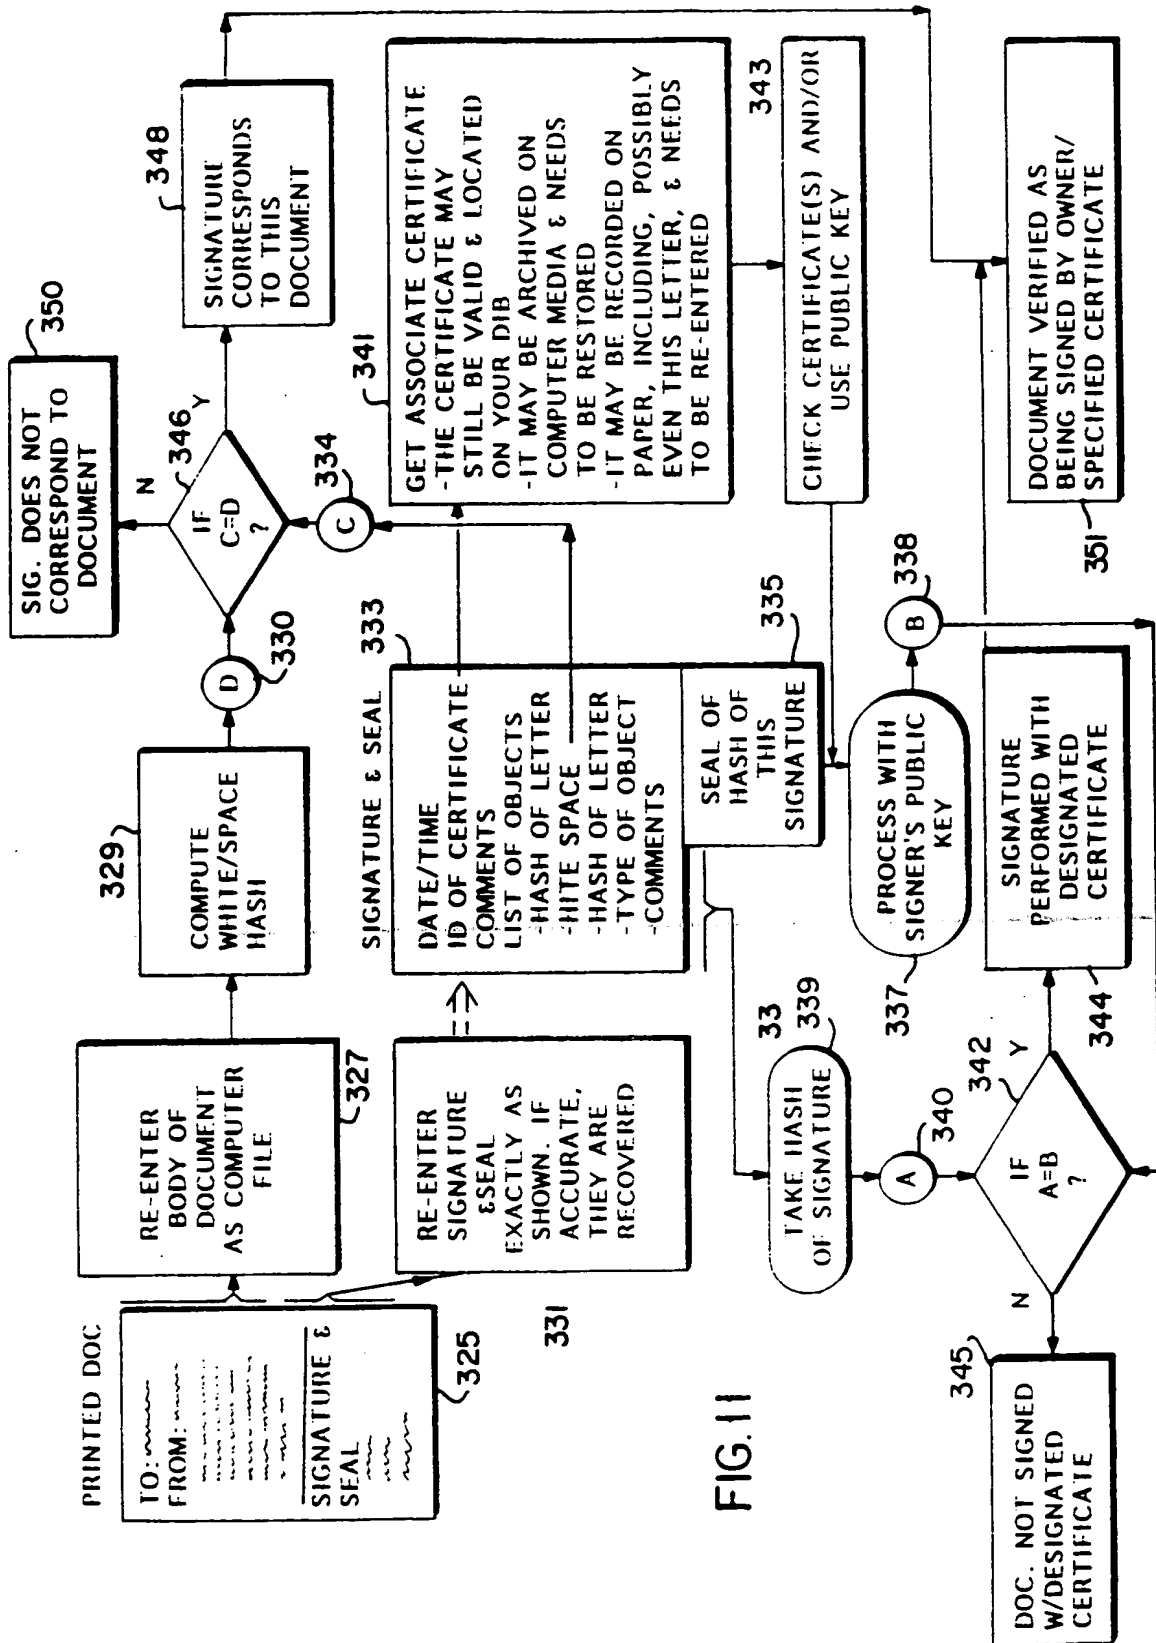 PRINTED DOC
TO:
FROM:
SIGNATURE &
SEAL
325
RE-ENTER
BODY OF
DOCUMENT
AS COMPUTER
FILE
327
COMPUTE
WHITE/SPACE
HASH
329
D
330
IF
C=D
?
346
Y
N
SIG. DOES NOT
CORRESPOND TO
DOCUMENT
350
SIGNATURE
CORRESPONDS
TO THIS
DOCUMENT
348
C
334
RE-ENTER
SIGNATURE
&SEAL
EXACTLY AS
SHOWN. IF
ACCURATE,
THEY ARE
RECOVERED
331
SIGNATURE & SEAL
333
DATE/TIME
ID OF CERTIFICATE
COMMENTS
LIST OF OBJECTS
-HASH OF LETTER
-HITE SPACE
-HASH OF LETTER
-TYPE OF OBJECT
-COMMENTS
SEAL OF
HASH OF
THIS
SIGNATURE
335
341
GET ASSOCIATE CERTIFICATE
-THE CERTIFICATE MAY
STILL BE VALID & LOCATED
ON YOUR DIB
-IT MAY BE ARCHIVED ON
COMPUTER MEDIA & NEEDS
TO BE RESTORED
-IT MAY BE RECORDED ON
PAPER, INCLUDING, POSSIBLY
EVEN THIS LETTER, & NEEDS
TO BE RE-ENTERED
343
CHECK CERTIFICATE(S) AND/OR
USE PUBLIC KEY
33
339
TAKE HASH
OF SIGNATURE
A
340
PROCESS WITH
SIGNER'S PUBLIC
KEY
337
B
338
IF
A=B
?
342
Y
N
345
DOC. NOT SIGNED
W/DESIGNATED
CERTIFICATE
SIGNATURE
PERFORMED WITH
DESIGNATED
CERTIFICATE
344
DOCUMENT VERIFIED AS
BEING SIGNED BY OWNER/
SPECIFIED CERTIFICATE
351
FIG.11